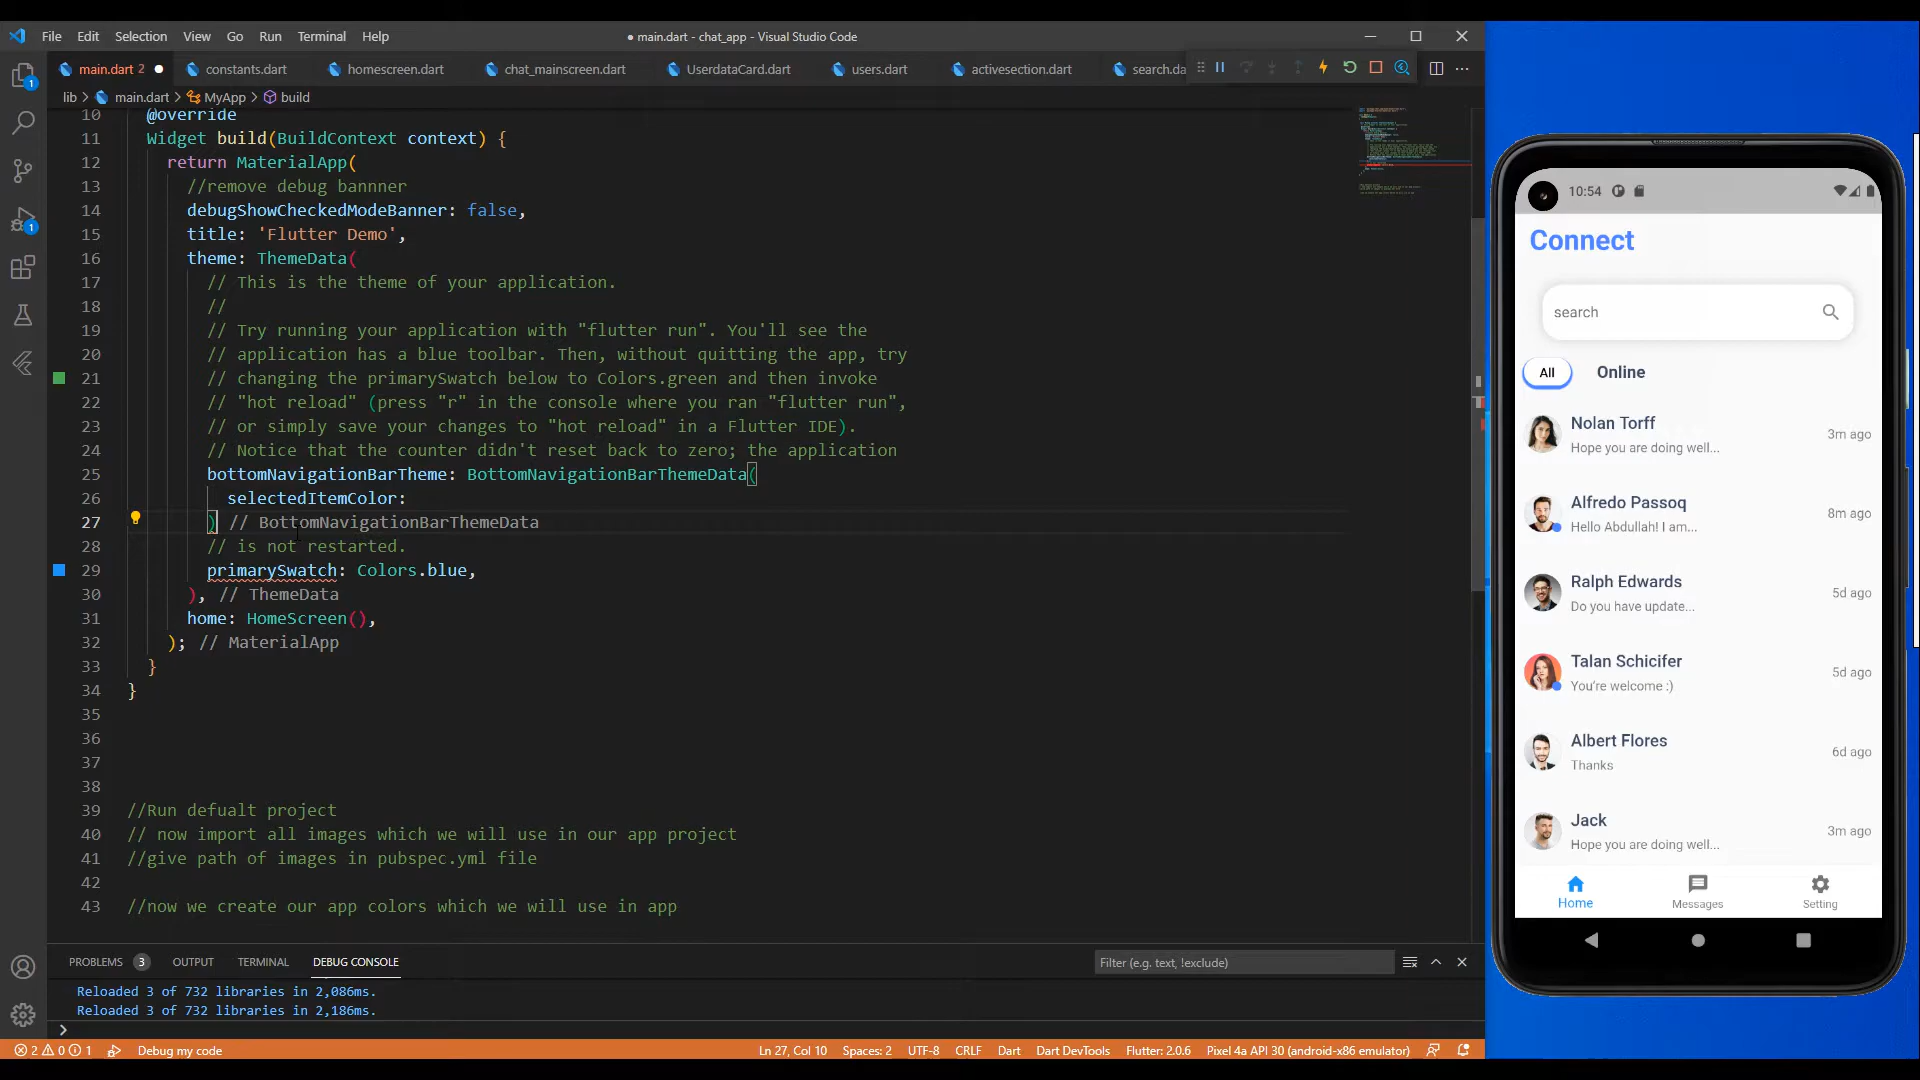 File Edit Selection View Go Run Terminal Help
● main.dart - chat_app - Visual Studio Code
main.dart 2 ●
constants.dart
homescreen.dart
chat_mainscreen.dart
UserdataCard.dart
users.dart
activesection.dart
search.da
lib > main.dart > MyApp > build
10 @override
11 Widget build(BuildContext context) {
12 return MaterialApp(
13 //remove debug bannner
14 debugShowCheckedModeBanner: false,
15 title: 'Flutter Demo',
16 theme: ThemeData(
17 // This is the theme of your application.
18 //
19 // Try running your application with "flutter run". You'll see the
20 // application has a blue toolbar. Then, without quitting the app, try
21 // changing the primarySwatch below to Colors.green and then invoke
22 // "hot reload" (press "r" in the console where you ran "flutter run",
23 // or simply save your changes to "hot reload" in a Flutter IDE).
24 // Notice that the counter didn't reset back to zero; the application
25 bottomNavigationBarTheme: BottomNavigationBarThemeData(
26 selectedItemColor:
27 ) // BottomNavigationBarThemeData
28 // is not restarted.
29 primarySwatch: Colors.blue,
30 ), // ThemeData
31 home: HomeScreen(),
32 ); // MaterialApp
33 }
34 }
35
36
37
38
39 //Run defualt project
40 // now import all images which we will use in our app project
41 //give path of images in pubspec.yml file
42
43 //now we create our app colors which we will use in app
PROBLEMS 3 OUTPUT TERMINAL DEBUG CONSOLE
Filter (e.g. text, !exclude)
Reloaded 3 of 732 libraries in 2,086ms.
Reloaded 3 of 732 libraries in 2,186ms.
>
2 0 1 Debug my code
Ln 27, Col 10 Spaces: 2 UTF-8 CRLF Dart Dart DevTools Flutter: 2.0.6 Pixel 4a API 30 (android-x86 emulator)
1
1
10:54
Connect
search
All Online
Nolan Torff
Hope you are doing well...
3m ago
Alfredo Passoq
Hello Abdullah! I am...
8m ago
Ralph Edwards
Do you have update...
5d ago
Talan Schicifer
You're welcome :)
5d ago
Albert Flores
Thanks
6d ago
Jack
Hope you are doing well...
3m ago
Home Messages Setting